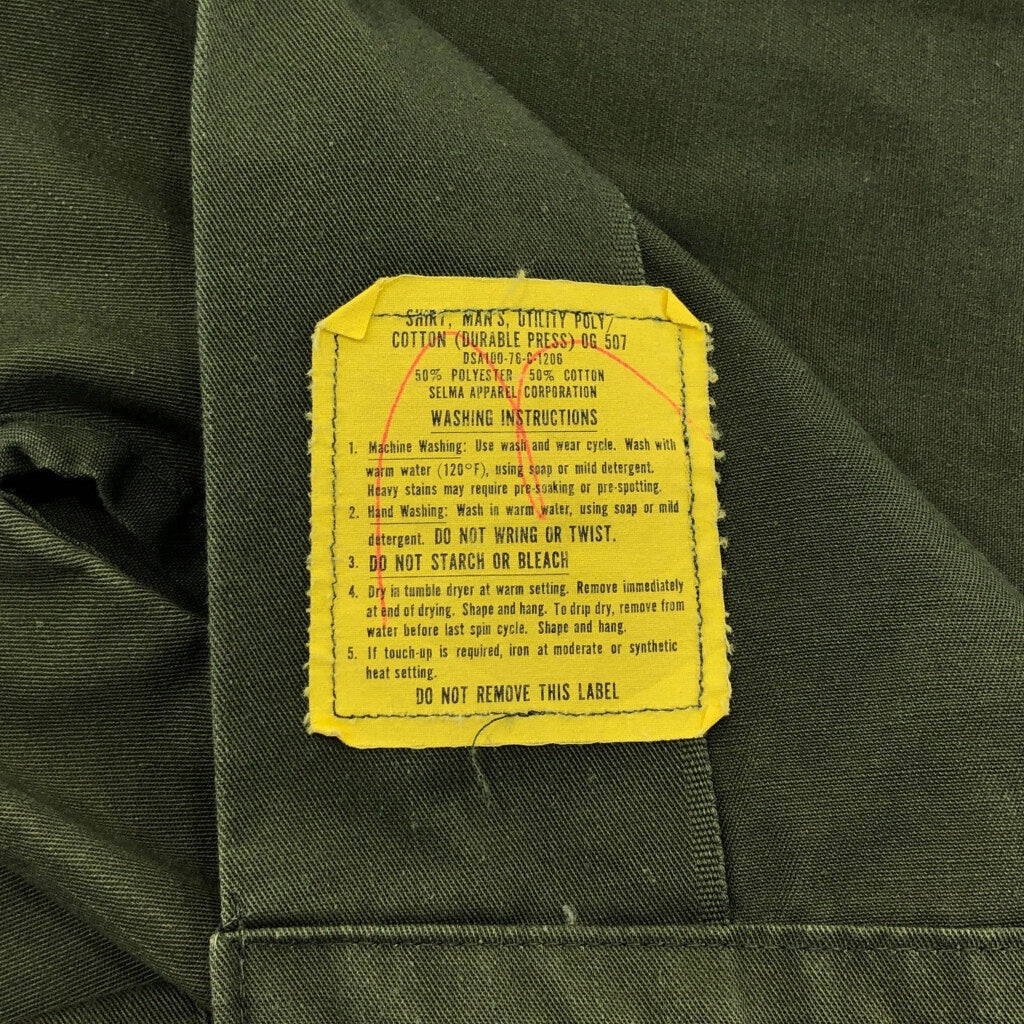 SHIRT, MAN'S, UTILITY POLY/
COTTON (DURABLE PRESS) OG 507
DSA100-76-C-1206
50% POLYESTER 50% COTTON
SELMA APPAREL CORPORATION
WASHING INSTRUCTIONS
1. Machine Washing: Use wash and wear cycle. Wash with
warm water (120°F), using soap or mild detergent.
Heavy stains may require pre-soaking or pre-spotting.
2. Hand Washing: Wash in warm water, using soap or mild
detergent. DO NOT WRING OR TWIST.
3. DO NOT STARCH OR BLEACH
4. Dry in tumble dryer at warm setting. Remove immediately
at end of drying. Shape and hang. To drip dry, remove from
water before last spin cycle. Shape and hang.
5. If touch-up is required, iron at moderate or synthetic
heat setting.
DO NOT REMOVE THIS LABEL